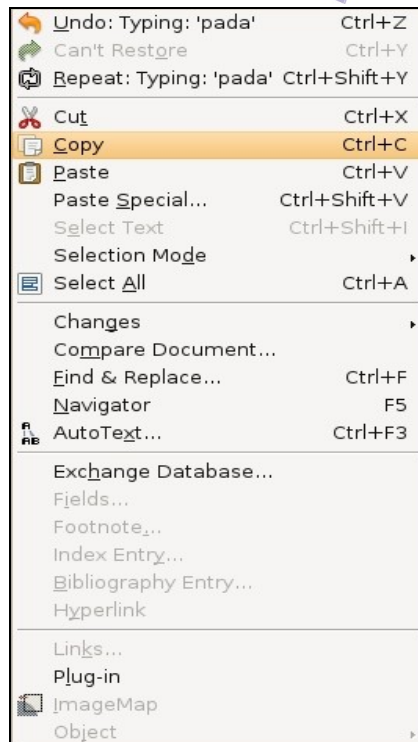 Undo: Typing: 'pada' Ctrl+Z
Can't Restore Ctrl+Y
Repeat: Typing: 'pada' Ctrl+Shift+Y
Cut Ctrl+X
Copy Ctrl+C
Paste Ctrl+V
Paste Special... Ctrl+Shift+V
Select Text Ctrl+Shift+I
Selection Mode
Select All Ctrl+A
Changes
Compare Document...
Find & Replace... Ctrl+F
Navigator F5
AutoText... Ctrl+F3
Exchange Database...
Fields...
Footnote...
Index Entry...
Bibliography Entry...
Hyperlink
Links...
Plug-in
ImageMap
Object